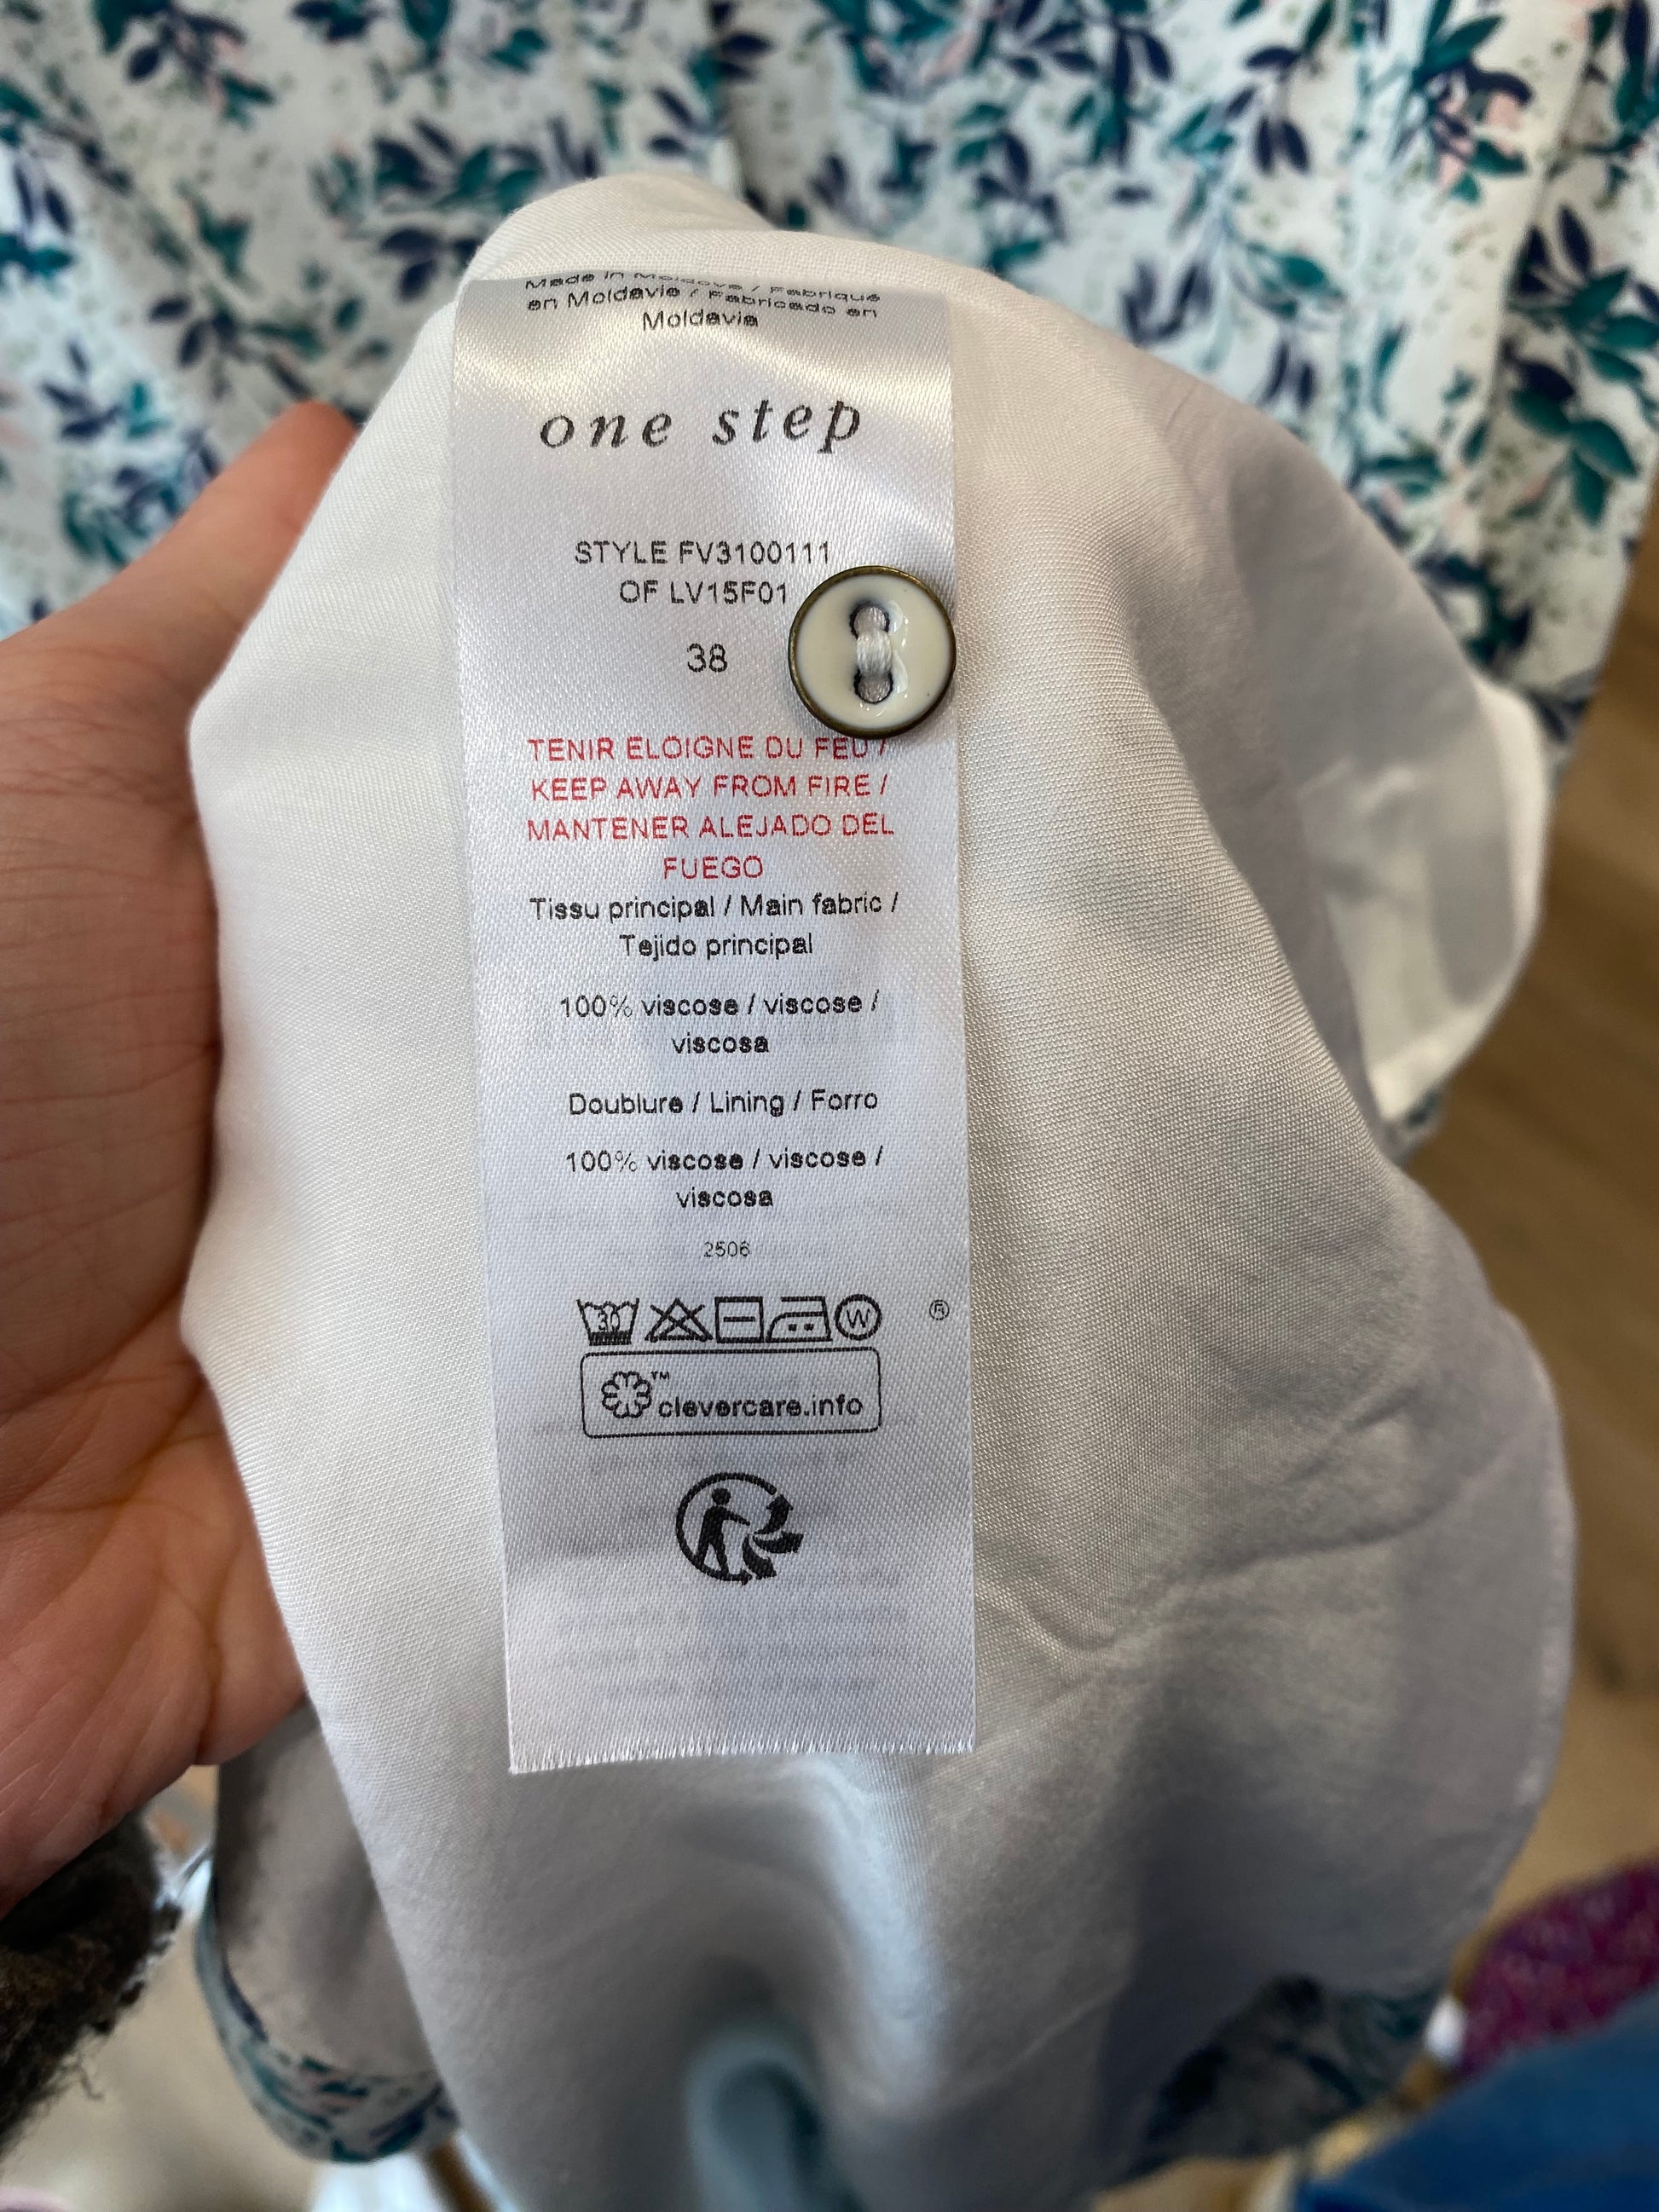 Made in Moldova / Fabriqué
en Moldavie / Fabricado en
Moldavia
one step
STYLE FV3100111
OF LV15F01
38
TENIR ELOIGNE DU FEU /
KEEP AWAY FROM FIRE /
MANTENER ALEJADO DEL
FUEGO
Tissu principal / Main fabric /
Tejido principal
100% viscose / viscose /
viscosa
Doublure / Lining / Forro
100% viscose / viscose /
viscosa
2506
30 W ®
™
clevercare.info